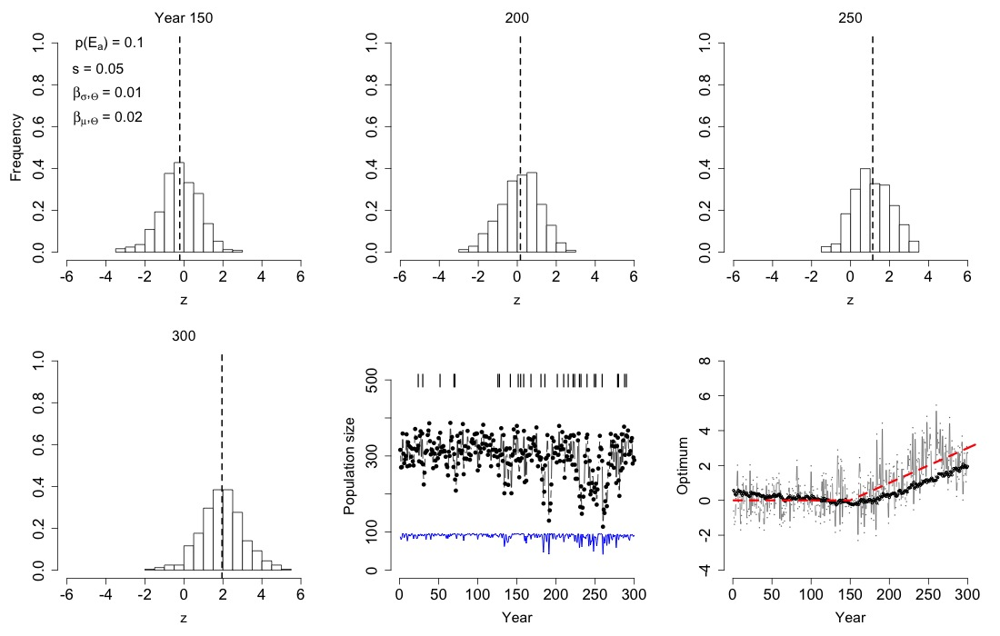 Year 150
p(Ea) = 0.1
s = 0.05
βσ,Θ = 0.01
βμ,Θ = 0.02
Frequency
0.0 0.2 0.4 0.6 0.8 1.0
-6 -4 -2 0 2 4 6
z
200
0.0 0.2 0.4 0.6 0.8 1.0
-6 -4 -2 0 2 4 6
z
250
0.0 0.2 0.4 0.6 0.8 1.0
-6 -4 -2 0 2 4 6
z
300
0.0 0.2 0.4 0.6 0.8 1.0
-6 -4 -2 0 2 4 6
z
Population size
0 100 300 500
0 50 100 150 200 250 300
Year
Optimum
-4 -2 0 2 4 6 8
0 50 100 150 200 250 300
Year